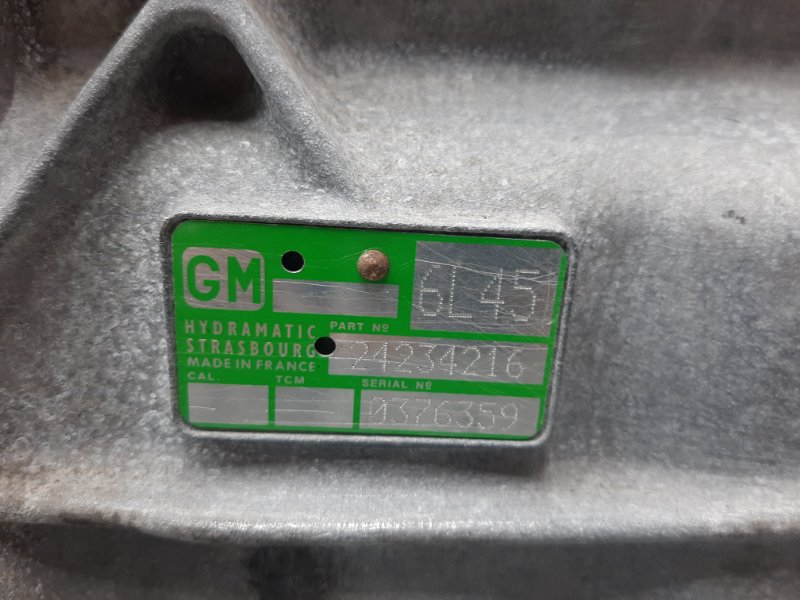 GM
6L45
HYDRAMATIC PART Nº
STRASBOURG 24234216
MADE IN FRANCE
CAL. TCM SERIAL Nº
- - 0376359